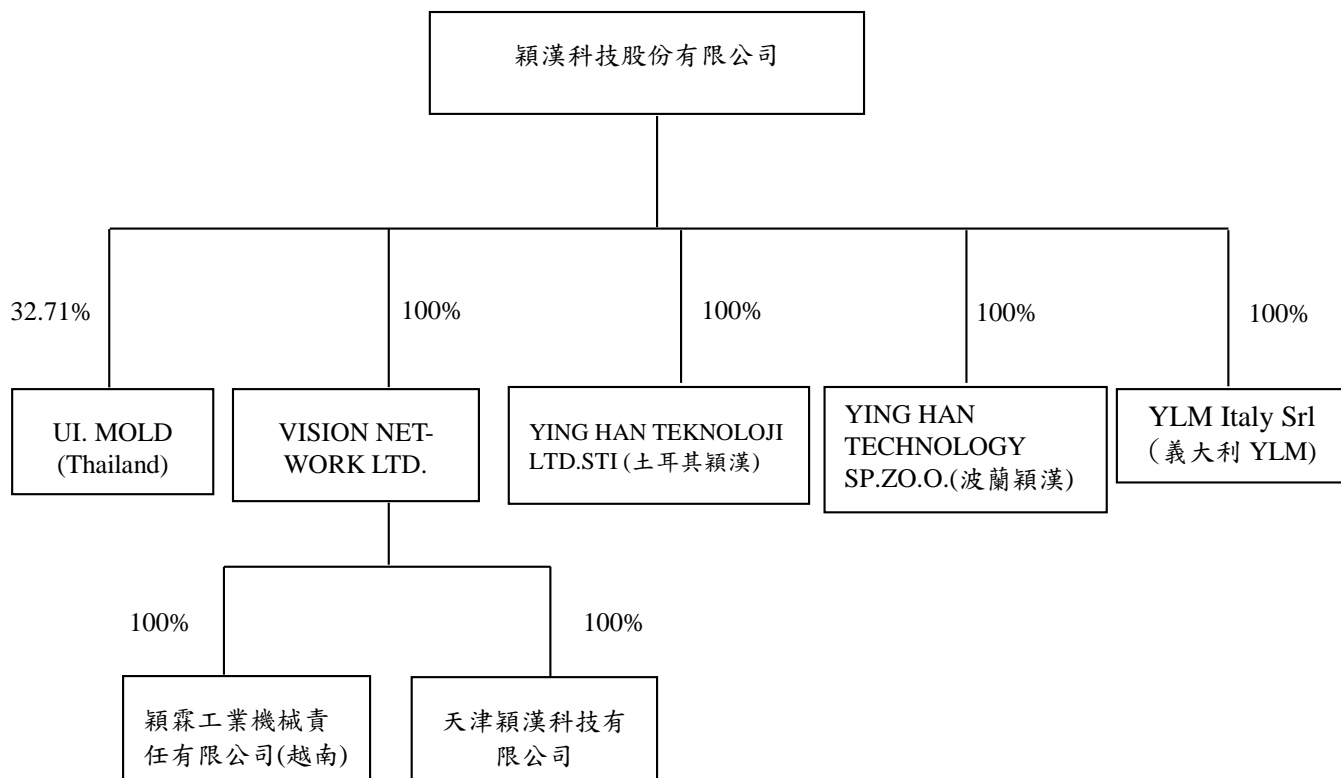 穎漢科技股份有限公司
32.71%
100%
100%
100%
100%
UI. MOLD
(Thailand)
VISION NET-
WORK LTD.
YING HAN TEKNOLOJI
LTD.STI (土耳其穎漢)
YING HAN
TECHNOLOGY
SP.ZO.O.(波蘭穎漢)
YLM Italy Srl
(義大利 YLM)
100%
100%
穎霖工業機械責
任有限公司(越南)
天津穎漢科技有
限公司